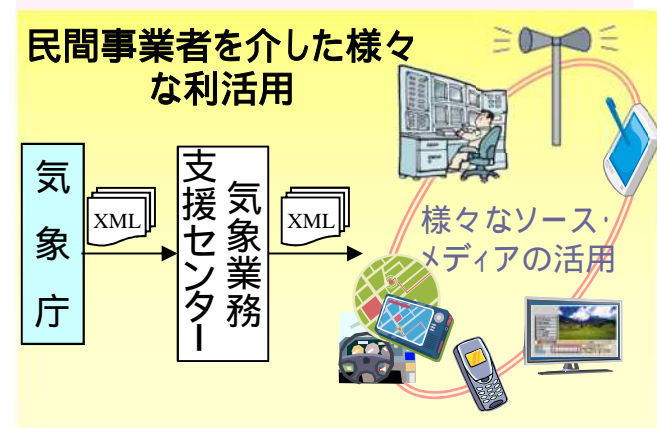 民間事業者を介した様々
な利活用
気象庁
XML
気象業務
支援センター
XML
様々なソース・
メディアの活用